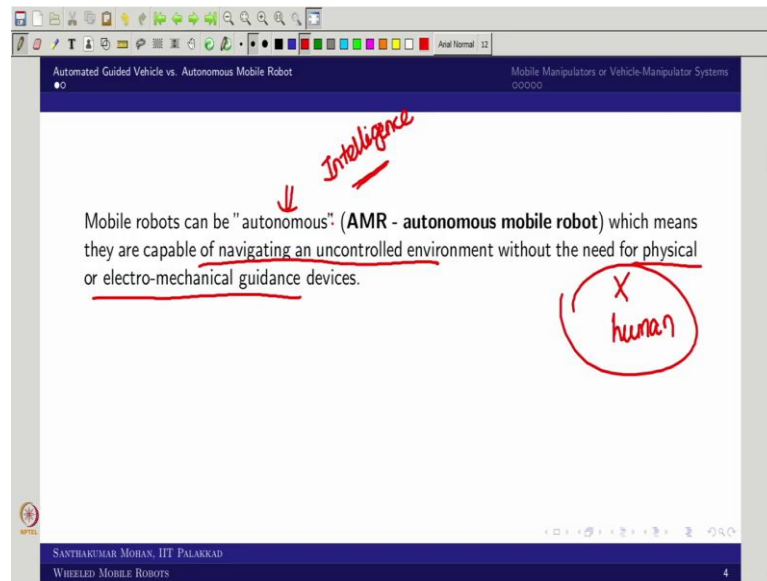 Arial Normal 12
Automated Guided Vehicle vs. Autonomous Mobile Robot
Mobile Manipulators or Vehicle-Manipulator Systems
Intelligence
Mobile robots can be "autonomous" (AMR - autonomous mobile robot) which means
they are capable of navigating an uncontrolled environment without the need for physical
or electro-mechanical guidance devices.
X
human
NPTEL
SANTHAKUMAR MOHAN, IIT PALAKKAD
WHEELED MOBILE ROBOTS
4